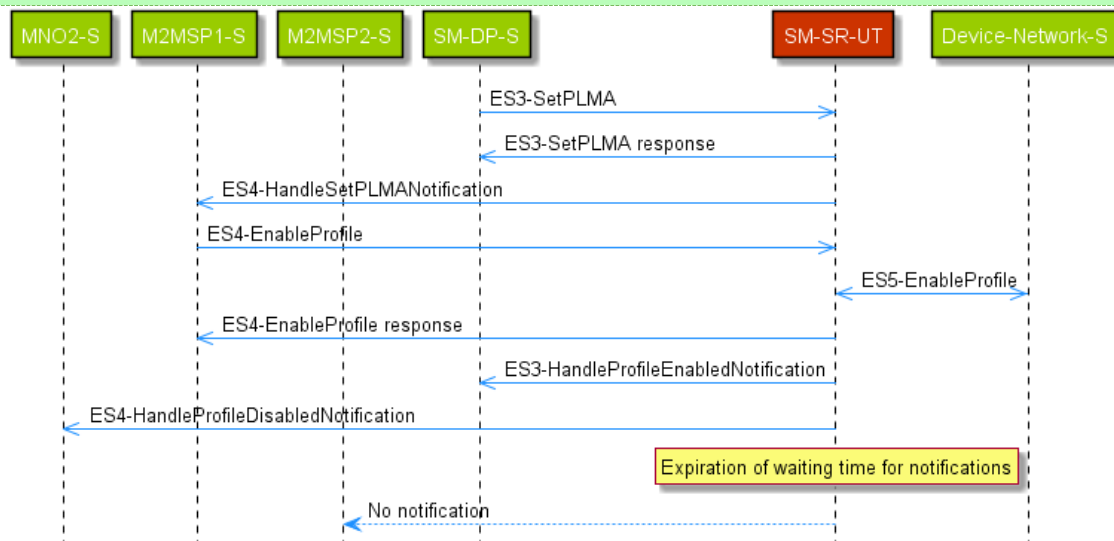 MNO2-S M2MSP1-S M2MSP2-S SM-DP-S SM-SR-UT Device-Network-S
ES3-SetPLMA
ES3-SetPLMA response
ES4-HandleSetPLMANotification
ES4-EnableProfile
ES5-EnableProfile
ES4-EnableProfile response
ES3-HandleProfileEnabledNotification
ES4-HandleProfileDisabledNotification
Expiration of waiting time for notifications
No notification